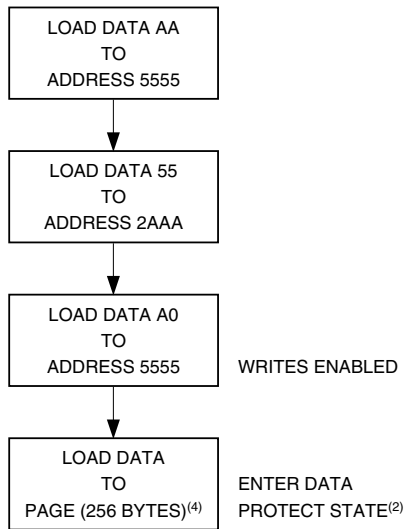 LOAD DATA AA
TO
ADDRESS 5555
LOAD DATA 55
TO
ADDRESS 2AAA
LOAD DATA A0
TO
ADDRESS 5555
WRITES ENABLED
LOAD DATA
TO
PAGE (256 BYTES)(4)
ENTER DATA
PROTECT STATE(2)